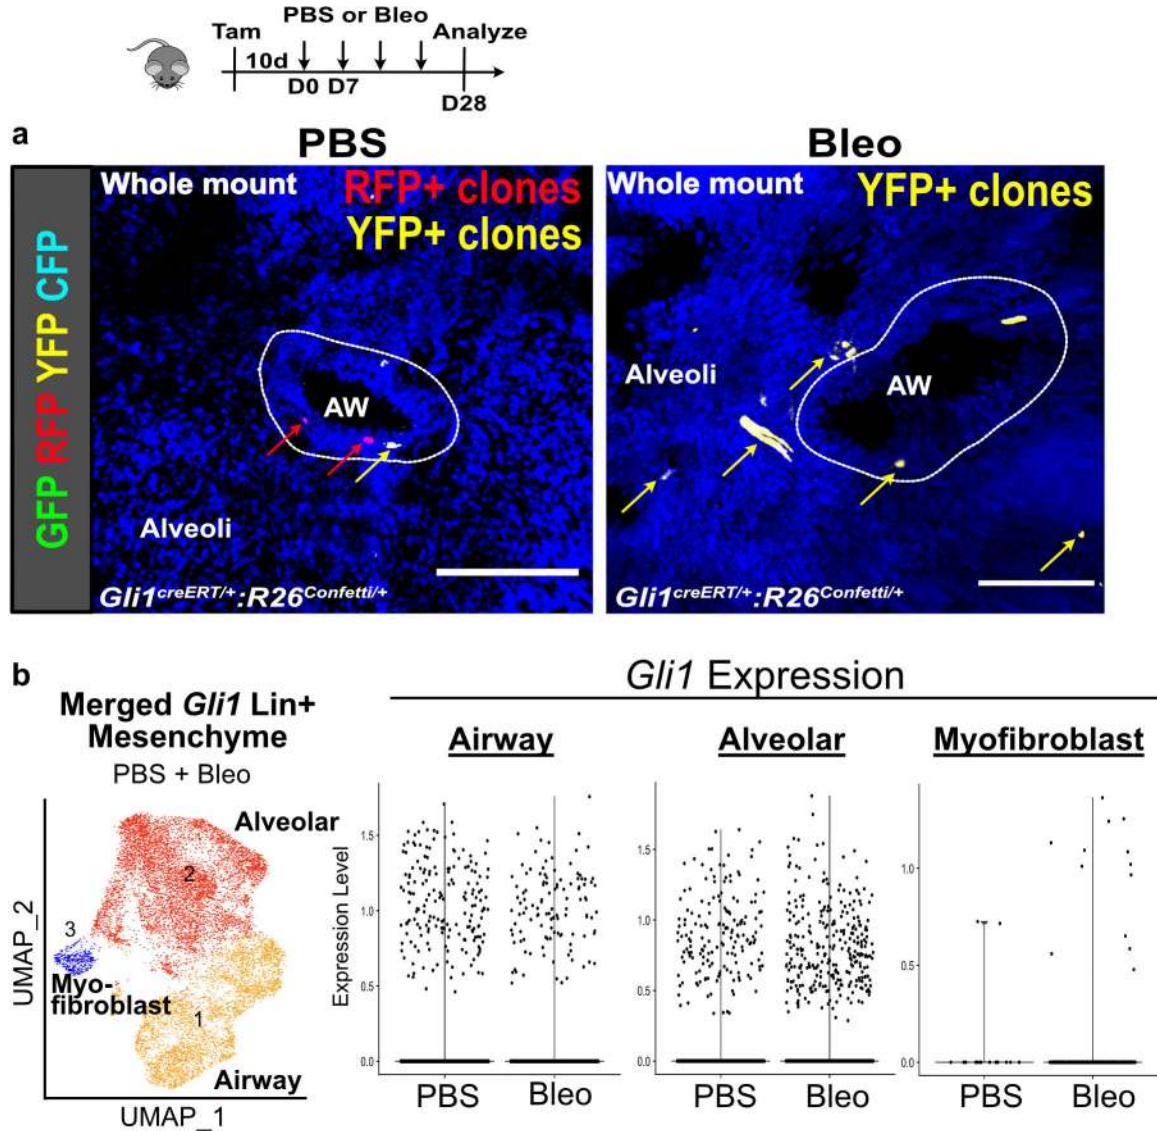 PBS or Bleo
Tam Analyze
10d
D0 D7
D28
a
PBS Bleo
Whole mount RFP+ clones
YFP+ clones
AW
Alveoli
Gli1creERT/+:R26Confetti/+
GFP RFP YFP CFP
Whole mount YFP+ clones
Alveoli
AW
Gli1creERT/+:R26Confetti/+
b
Merged Gli1 Lin+
Mesenchyme
PBS + Bleo
Alveolar
2
3
Myo-
fibroblast
1
Airway
UMAP_2
UMAP_1
Gli1 Expression
Airway Alveolar Myofibroblast
Expression Level
1.5
1.0
0.5
0.0
PBS Bleo
1.5
1.0
0.5
0.0
PBS Bleo
1.0
0.5
0.0
PBS Bleo